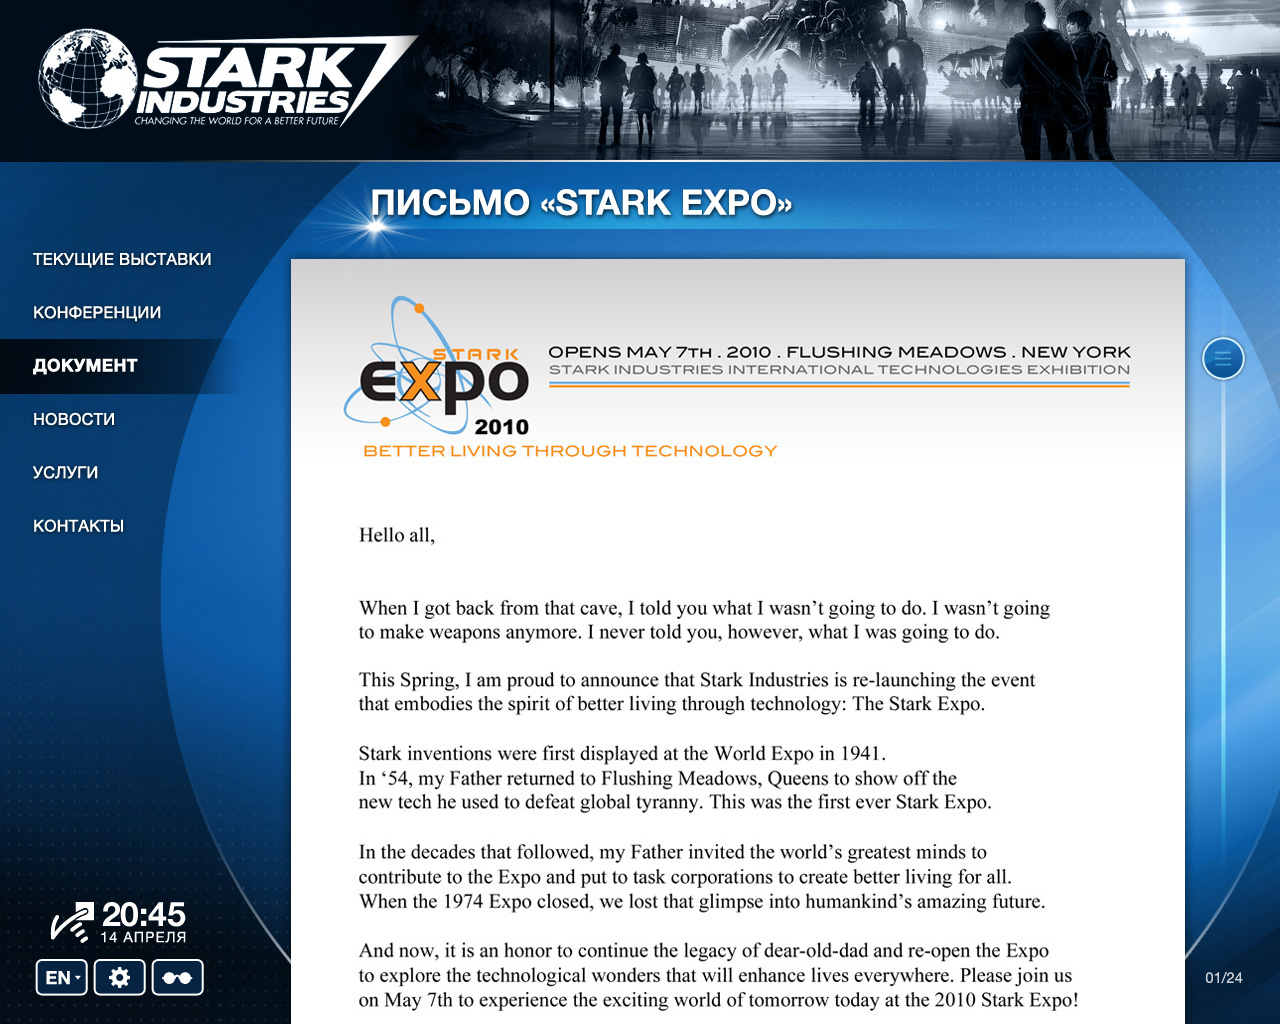 STARK
INDUSTRIES
CHANGING THE WORLD FOR A BETTER FUTURE
ПИСЬМО «STARK EXPO»
ТЕКУЩИЕ ВЫСТАВКИ
КОНФЕРЕНЦИИ
ДОКУМЕНТ
НОВОСТИ
УСЛУГИ
КОНТАКТЫ
20:45
14 АПРЕЛЯ
EN
STARK
EXPO
2010
BETTER LIVING THROUGH TECHNOLOGY
OPENS MAY 7TH . 2010 . FLUSHING MEADOWS . NEW YORK
STARK INDUSTRIES INTERNATIONAL TECHNOLOGIES EXHIBITION
Hello all,
When I got back from that cave, I told you what I wasn’t going to do. I wasn’t going
to make weapons anymore. I never told you, however, what I was going to do.
This Spring, I am proud to announce that Stark Industries is re-launching the event
that embodies the spirit of better living through technology: The Stark Expo.
Stark inventions were first displayed at the World Expo in 1941.
In ‘54, my Father returned to Flushing Meadows, Queens to show off the
new tech he used to defeat global tyranny. This was the first ever Stark Expo.
In the decades that followed, my Father invited the world’s greatest minds to
contribute to the Expo and put to task corporations to create better living for all.
When the 1974 Expo closed, we lost that glimpse into humankind’s amazing future.
And now, it is an honor to continue the legacy of dear-old-dad and re-open the Expo
to explore the technological wonders that will enhance lives everywhere. Please join us
on May 7th to experience the exciting world of tomorrow today at the 2010 Stark Expo!
01/24